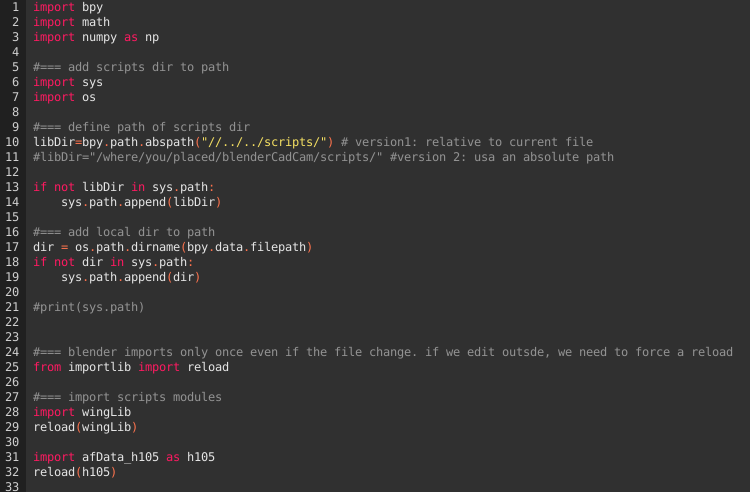 1 import bpy
2 import math
3 import numpy as np
4
5 #=== add scripts dir to path
6 import sys
7 import os
8
9 #=== define path of scripts dir
10 libDir=bpy.path.abspath("//../../scripts/") # version1: relative to current file
11 #libDir="/where/you/placed/blenderCadCam/scripts/" #version 2: usa an absolute path
12
13 if not libDir in sys.path:
14     sys.path.append(libDir)
15
16 #=== add local dir to path
17 dir = os.path.dirname(bpy.data.filepath)
18 if not dir in sys.path:
19     sys.path.append(dir)
20
21 #print(sys.path)
22
23
24 #=== blender imports only once even if the file change. if we edit outsde, we need to force a reload
25 from importlib import reload
26
27 #=== import scripts modules
28 import wingLib
29 reload(wingLib)
30
31 import afData_h105 as h105
32 reload(h105)
33